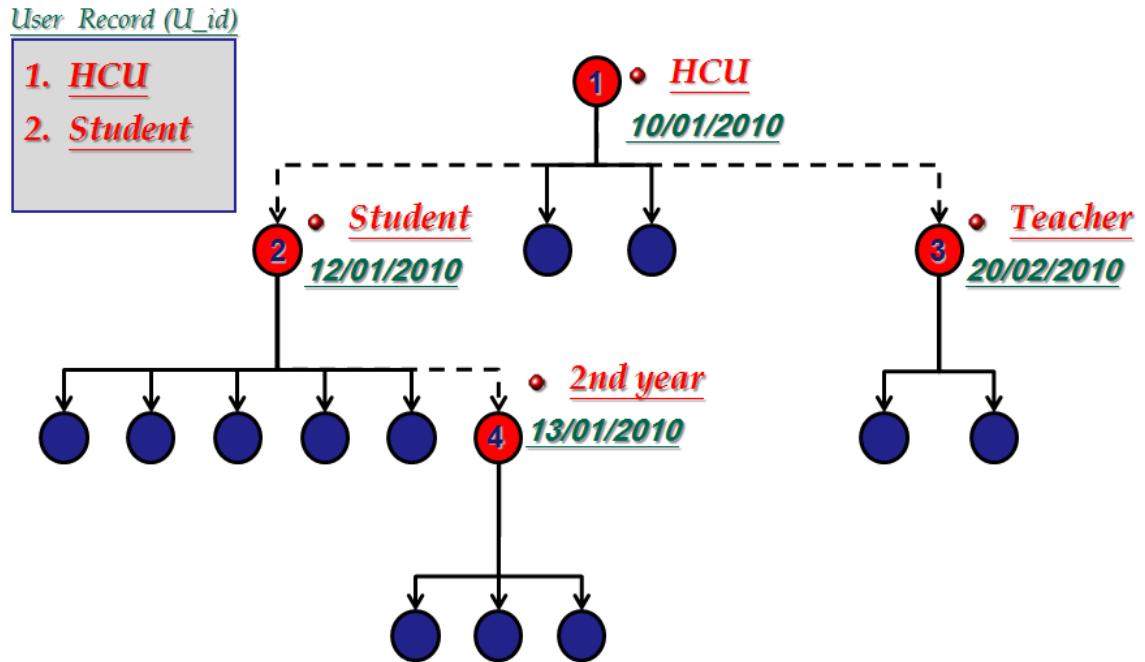 User Record (U_id)
1. HCU
2. Student
1
HCU
10/01/2010
2
Student
12/01/2010
3
Teacher
20/02/2010
4
2nd year
13/01/2010